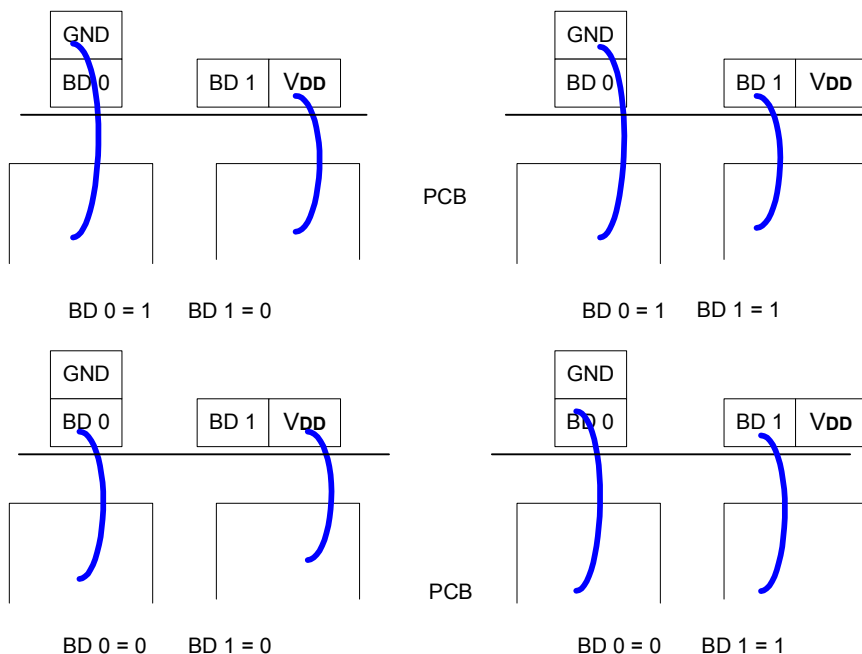 GND GND
BD 0 BD 1 VDD BD 0 BD 1 VDD
PCB
BD 0 = 1 BD 1 = 0 BD 0 = 1 BD 1 = 1
GND GND
BD 0 BD 1 VDD BD 0 BD 1 VDD
PCB
BD 0 = 0 BD 1 = 0 BD 0 = 0 BD 1 = 1